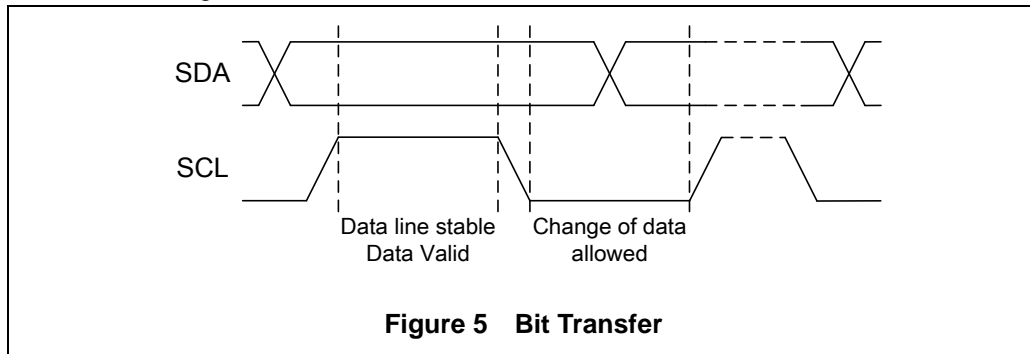 SDA
SCL
Data line stable
Data Valid
Change of data
allowed
Figure 5 Bit Transfer